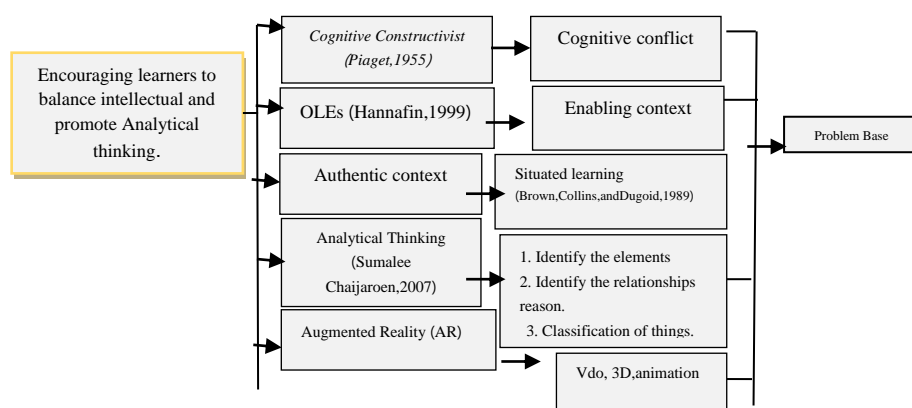 Encouraging learners to
balance intellectual and
promote Analytical
thinking.
Cognitive Constructivist
(Piaget,1955)
Cognitive conflict
OLEs (Hannafin,1999)
Enabling context
Authentic context
Situated learning
(Brown,Collins,andDugoid,1989)
Analytical Thinking
(Sumalee
Chaijaroen,2007)
1. Identify the elements
2. Identify the relationships
reason.
3. Classification of things.
Augmented Reality (AR)
Vdo, 3D,animation
Problem Base